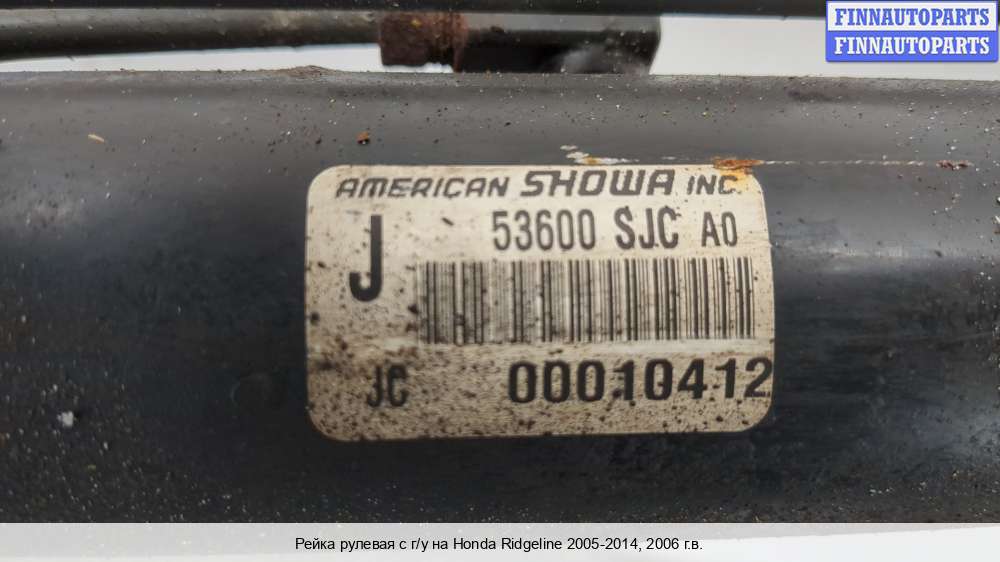 FINNAUTOPARTS
FINNAUTOPARTS
AMERICAN SHOWA INC.
J 53600 SJC A0
JC 00010412
Рейка рулевая с г/у на Honda Ridgeline 2005-2014, 2006 г.в.